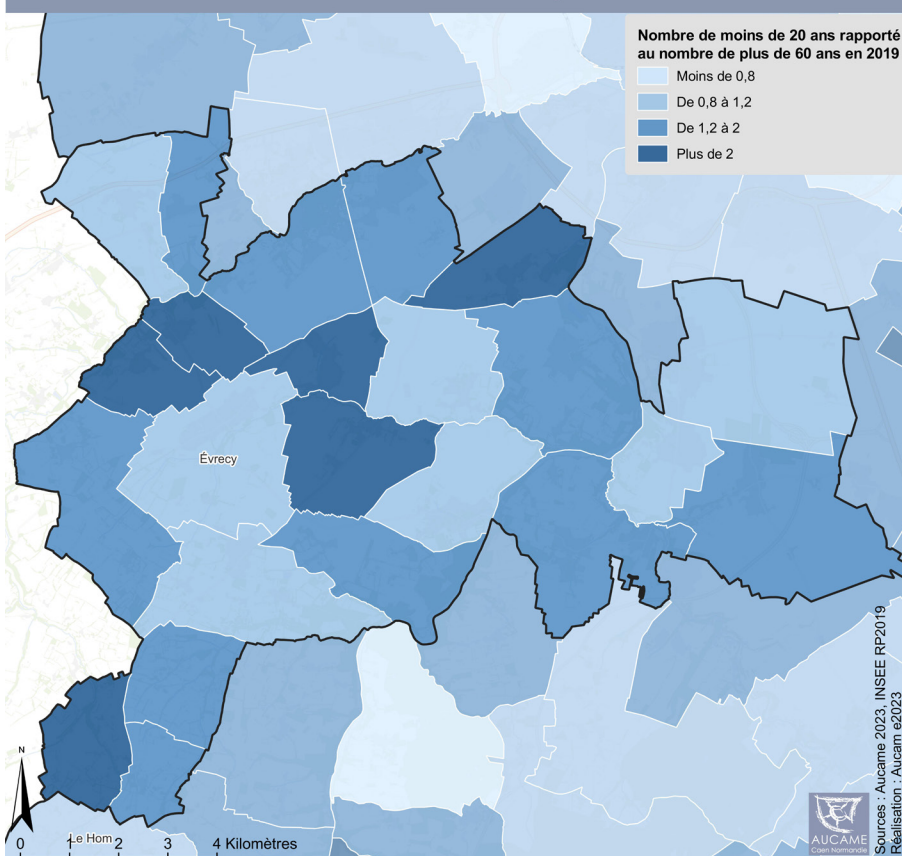 Nombre de moins de 20 ans rapporté
au nombre de plus de 60 ans en 2019
Moins de 0,8
De 0,8 à 1,2
De 1,2 à 2
Plus de 2
Évrecy
N
Le Hom
0 1 2 3 4 Kilomètres
AUCAME
Caen Normandie
Sources : Aucame 2023, INSEE RP2019
Réalisation : Aucam e2023